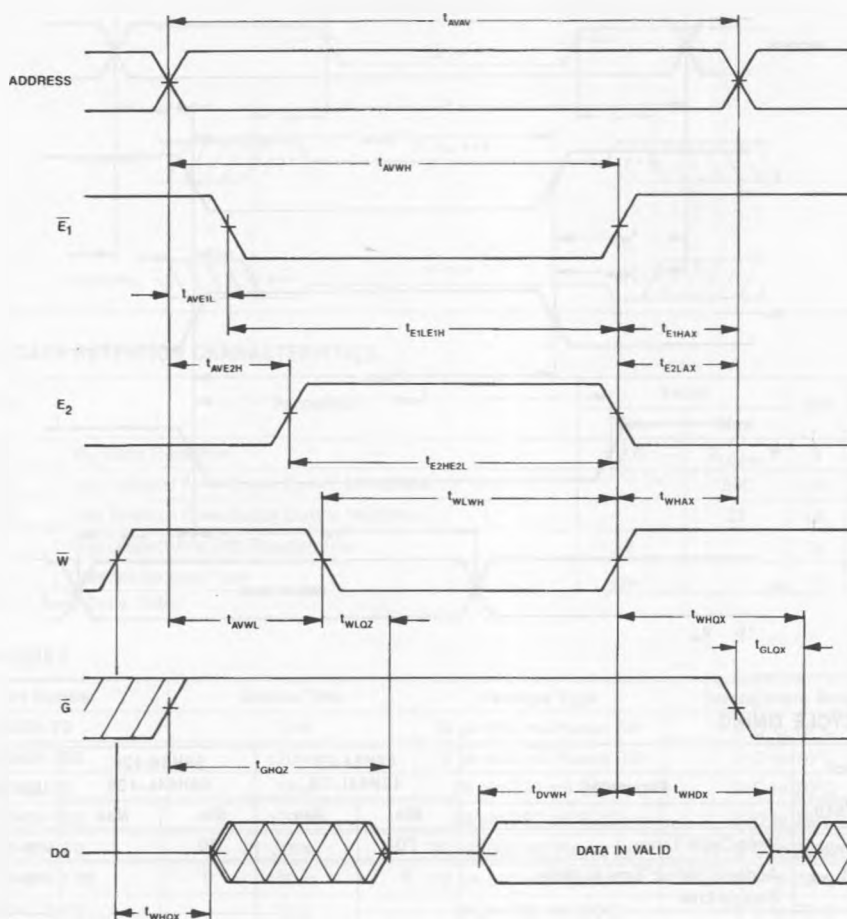 tAVAV
ADDRESS
tAVWH
E1
tAVE1L
tE1LE1H
tE1HAX
tAVE2H
tE2LAX
E2
tE2HE2L
tWLWH
tWHAX
W
tAVWL
tWLQZ
tWHQX
tGLQX
G
tGHQZ
tDVWH
tWHDX
DQ
DATA IN VALID
tWHQX